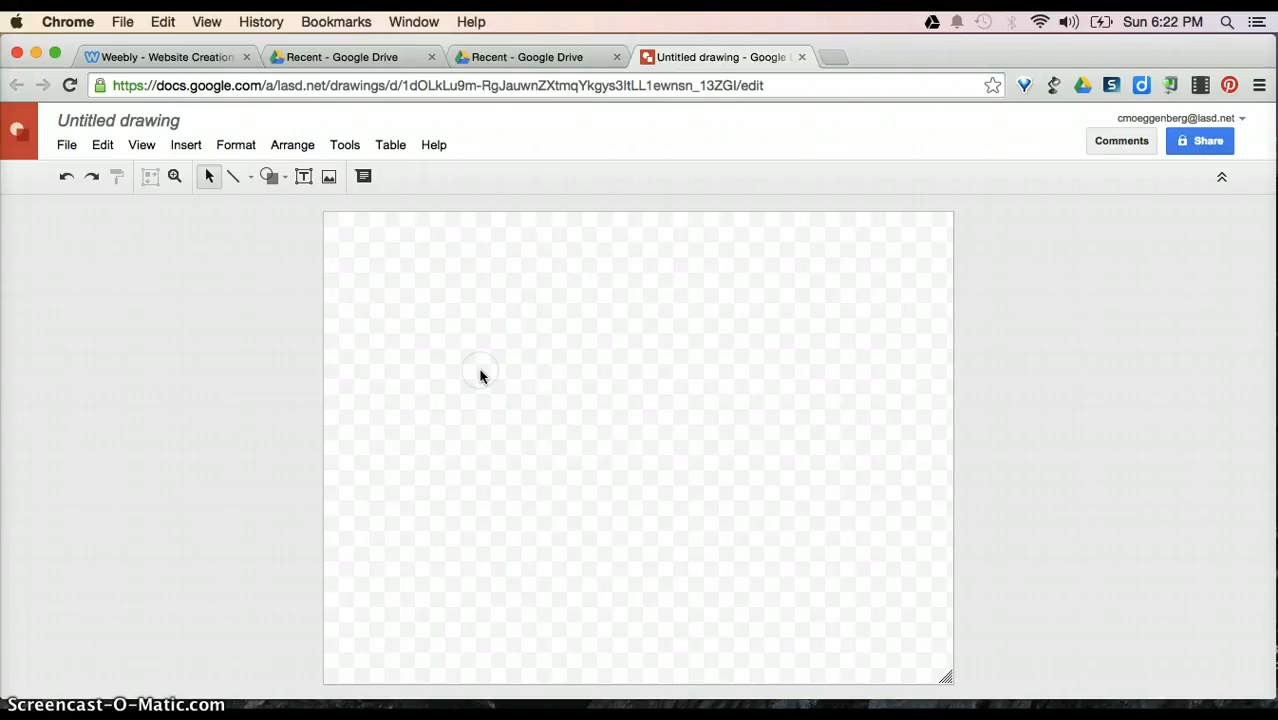 Chrome File Edit View History Bookmarks Window Help Sun 6:22 PM
Weebly - Website Creation Recent - Google Drive Recent - Google Drive Untitled drawing - Google
https://docs.google.com/a/lasd.net/drawings/d/1dOLkLu9m-RgJauwnZXtmqYkgys3ltLL1ewnsn_13ZGI/edit
Untitled drawing cmoeggenberg@lasd.net
File Edit View Insert Format Arrange Tools Table Help Comments Share
Screencast-O-Matic.com